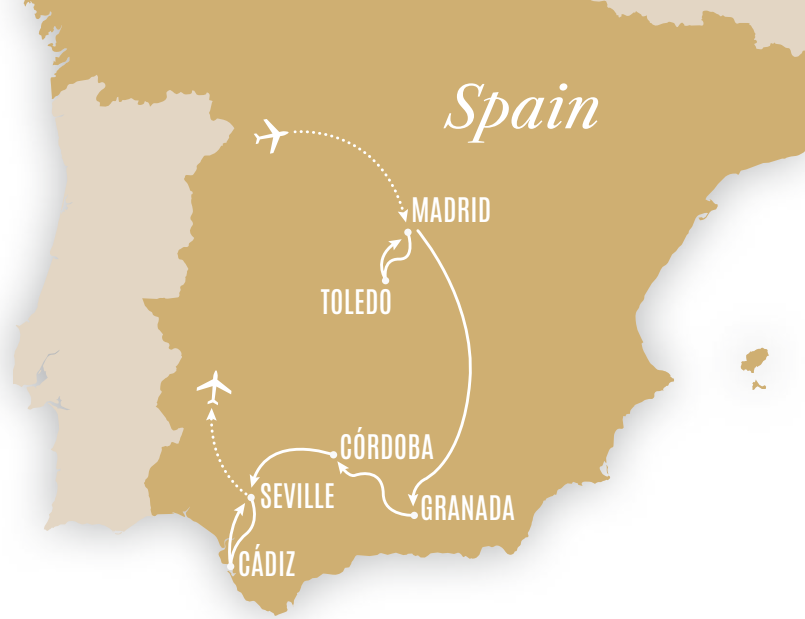 Spain
MADRID
TOLEDO
CÓRDOBA
SEVILLE
GRANADA
CÁDIZ